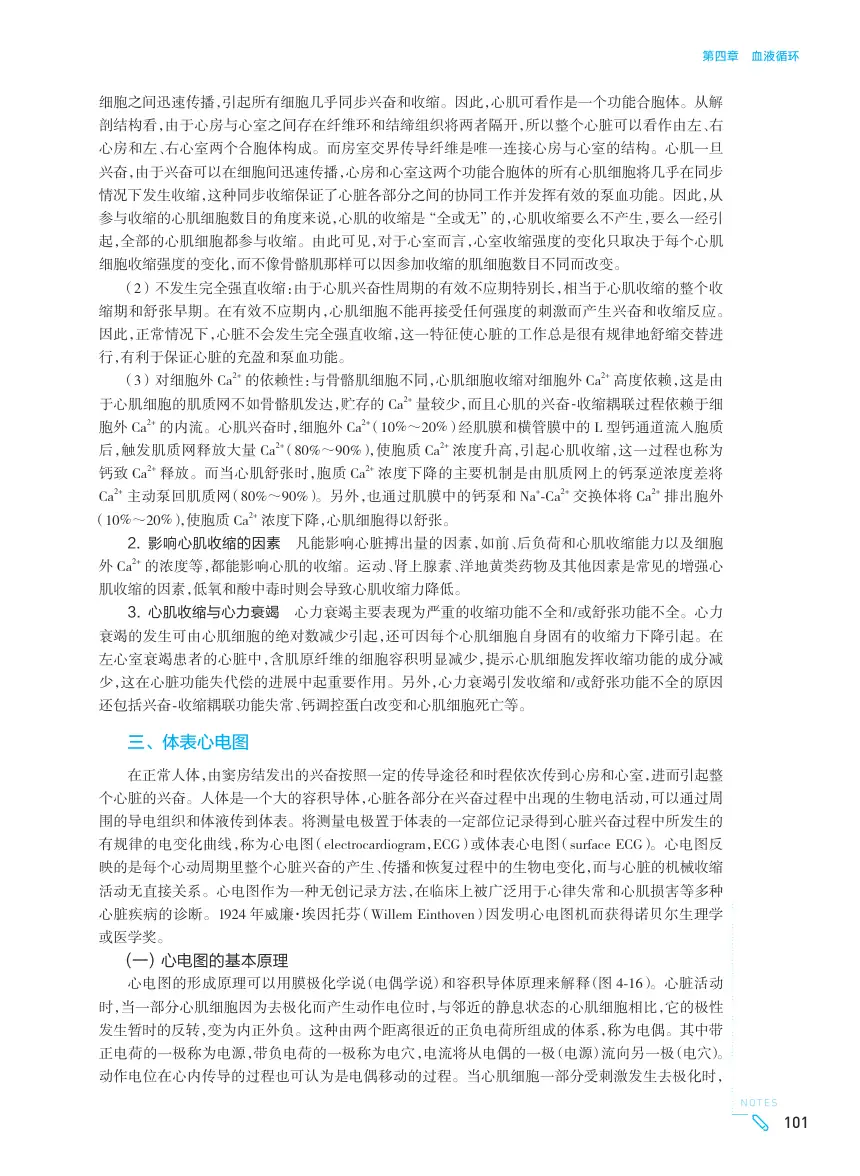 第四章　血液循环
细胞之间迅速传播，引起所有细胞几乎同步兴奋和收缩。因此，心肌可看作是一个功能合胞体。从解
剖结构看，由于心房与心室之间存在纤维环和结缔组织将两者隔开，所以整个心脏可以看作由左、右
心房和左、右心室两个合胞体构成。而房室交界传导纤维是唯一连接心房与心室的结构。心肌一旦
兴奋，由于兴奋可以在细胞间迅速传播，心房和心室这两个功能合胞体的所有心肌细胞将几乎在同步
情况下发生收缩，这种同步收缩保证了心脏各部分之间的协同工作并发挥有效的泵血功能。因此，从
参与收缩的心肌细胞数目的角度来说，心肌的收缩是“全或无”的，心肌收缩要么不产生，要么一经引
起，全部的心肌细胞都参与收缩。由此可见，对于心室而言，心室收缩强度的变化只取决于每个心肌
细胞收缩强度的变化，而不像骨骼肌那样可以因参加收缩的肌细胞数目不同而改变。
（2）不发生完全强直收缩：由于心肌兴奋性周期的有效不应期特别长，相当于心肌收缩的整个收
缩期和舒张早期。在有效不应期内，心肌细胞不能再接受任何强度的刺激而产生兴奋和收缩反应。
因此，正常情况下，心脏不会发生完全强直收缩，这一特征使心脏的工作总是很有规律地舒缩交替进
行，有利于保证心脏的充盈和泵血功能。
（3）对细胞外 Ca²⁺ 的依赖性：与骨骼肌细胞不同，心肌细胞收缩对细胞外 Ca²⁺ 高度依赖，这是由
于心肌细胞的肌质网不如骨骼肌发达，贮存的 Ca²⁺ 量较少，而且心肌的兴奋-收缩耦联过程依赖于细
胞外 Ca²⁺ 的内流。心肌兴奋时，细胞外 Ca²⁺（10%～20%）经肌膜和横管膜中的 L 型钙通道流入胞质
后，触发肌质网释放大量 Ca²⁺（80%～90%），使胞质 Ca²⁺ 浓度升高，引起心肌收缩，这一过程也称为
钙致 Ca²⁺ 释放。而当心肌舒张时，胞质 Ca²⁺ 浓度下降的主要机制是由肌质网上的钙泵逆浓度差将
Ca²⁺ 主动泵回肌质网（80%～90%）。另外，也通过肌膜中的钙泵和 Na⁺-Ca²⁺ 交换体将 Ca²⁺ 排出胞外
（10%～20%），使胞质 Ca²⁺ 浓度下降，心肌细胞得以舒张。
2. 影响心肌收缩的因素　凡能影响心脏搏出量的因素，如前、后负荷和心肌收缩能力以及细胞
外 Ca²⁺ 的浓度等，都能影响心肌的收缩。运动、肾上腺素、洋地黄类药物及其他因素是常见的增强心
肌收缩的因素，低氧和酸中毒时则会导致心肌收缩力降低。
3. 心肌收缩与心力衰竭　心力衰竭主要表现为严重的收缩功能不全和/或舒张功能不全。心力
衰竭的发生可由心肌细胞的绝对数减少引起，还可因每个心肌细胞自身固有的收缩力下降引起。在
左心室衰竭患者的心脏中，含肌原纤维的细胞容积明显减少，提示心肌细胞发挥收缩功能的成分减
少，这在心脏功能失代偿的进展中起重要作用。另外，心力衰竭引发收缩和/或舒张功能不全的原因
还包括兴奋-收缩耦联功能失常、钙调控蛋白改变和心肌细胞死亡等。
三、体表心电图
在正常人体，由窦房结发出的兴奋按照一定的传导途径和时程依次传到心房和心室，进而引起整
个心脏的兴奋。人体是一个大的容积导体，心脏各部分在兴奋过程中出现的生物电活动，可以通过周
围的导电组织和体液传到体表。将测量电极置于体表的一定部位记录得到心脏兴奋过程中所发生的
有规律的电变化曲线，称为心电图（electrocardiogram，ECG）或体表心电图（surface ECG）。心电图反
映的是每个心动周期里整个心脏兴奋的产生、传播和恢复过程中的生物电变化，而与心脏的机械收缩
活动无直接关系。心电图作为一种无创记录方法，在临床上被广泛用于心律失常和心肌损害等多种
心脏疾病的诊断。1924 年威廉·埃因托芬（Willem Einthoven）因发明心电图机而获得诺贝尔生理学
或医学奖。
（一）心电图的基本原理
心电图的形成原理可以用膜极化学说（电偶学说）和容积导体原理来解释（图 4-16）。心脏活动
时，当一部分心肌细胞因为去极化而产生动作电位时，与邻近的静息状态的心肌细胞相比，它的极性
发生暂时的反转，变为内正外负。这种由两个距离很近的正负电荷所组成的体系，称为电偶。其中带
正电荷的一极称为电源，带负电荷的一极称为电穴，电流将从电偶的一极（电源）流向另一极（电穴）。
动作电位在心内传导的过程也可认为是电偶移动的过程。当心肌细胞一部分受刺激发生去极化时，
NOTES
101